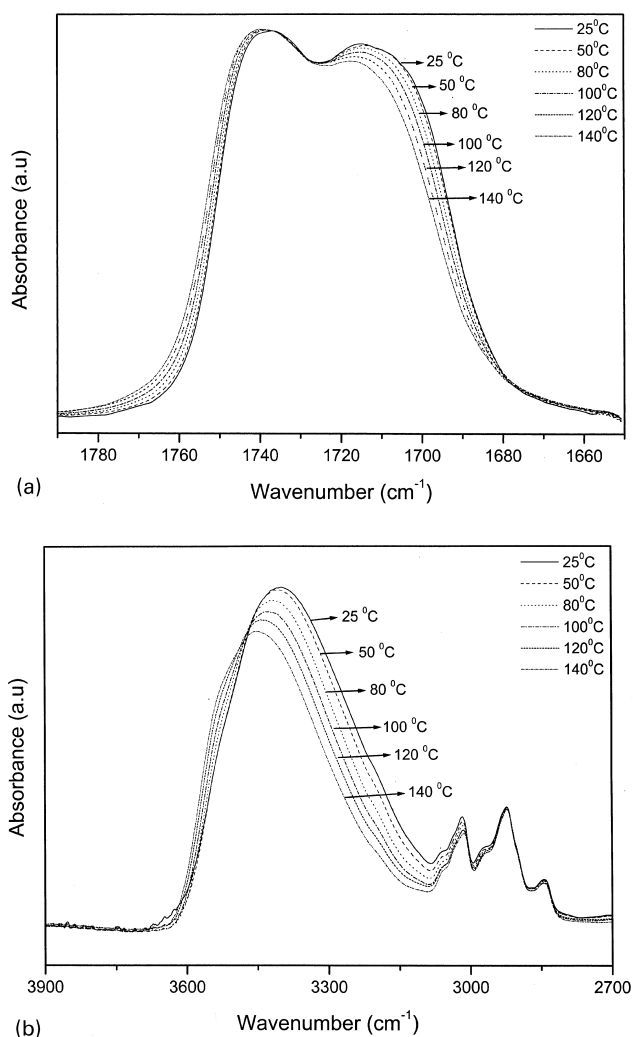 25⁰C
50⁰C
80⁰C
100⁰C
120⁰C
140⁰C
25 ⁰C
50 ⁰C
80 ⁰C
100 ⁰C
120 ⁰C
140 ⁰C
Absorbance (a.u)
1780 1760 1740 1720 1700 1680 1660
(a)
Wavenumber (cm⁻¹)
25⁰C
50⁰C
80⁰C
100⁰C
120⁰C
140⁰C
25 ⁰C
50 ⁰C
80 ⁰C
100 ⁰C
120 ⁰C
140 ⁰C
Absorbance (a.u)
3900 3600 3300 3000 2700
(b)
Wavenumber (cm⁻¹)